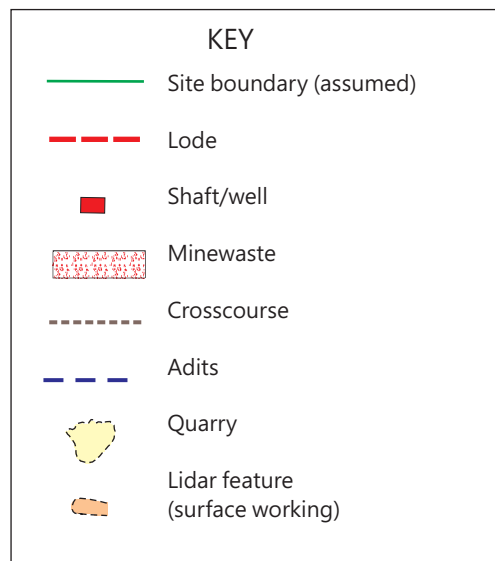 KEY
Site boundary (assumed)
Lode
Shaft/well
Minewaste
Crosscourse
Adits
Quarry
Lidar feature
(surface working)